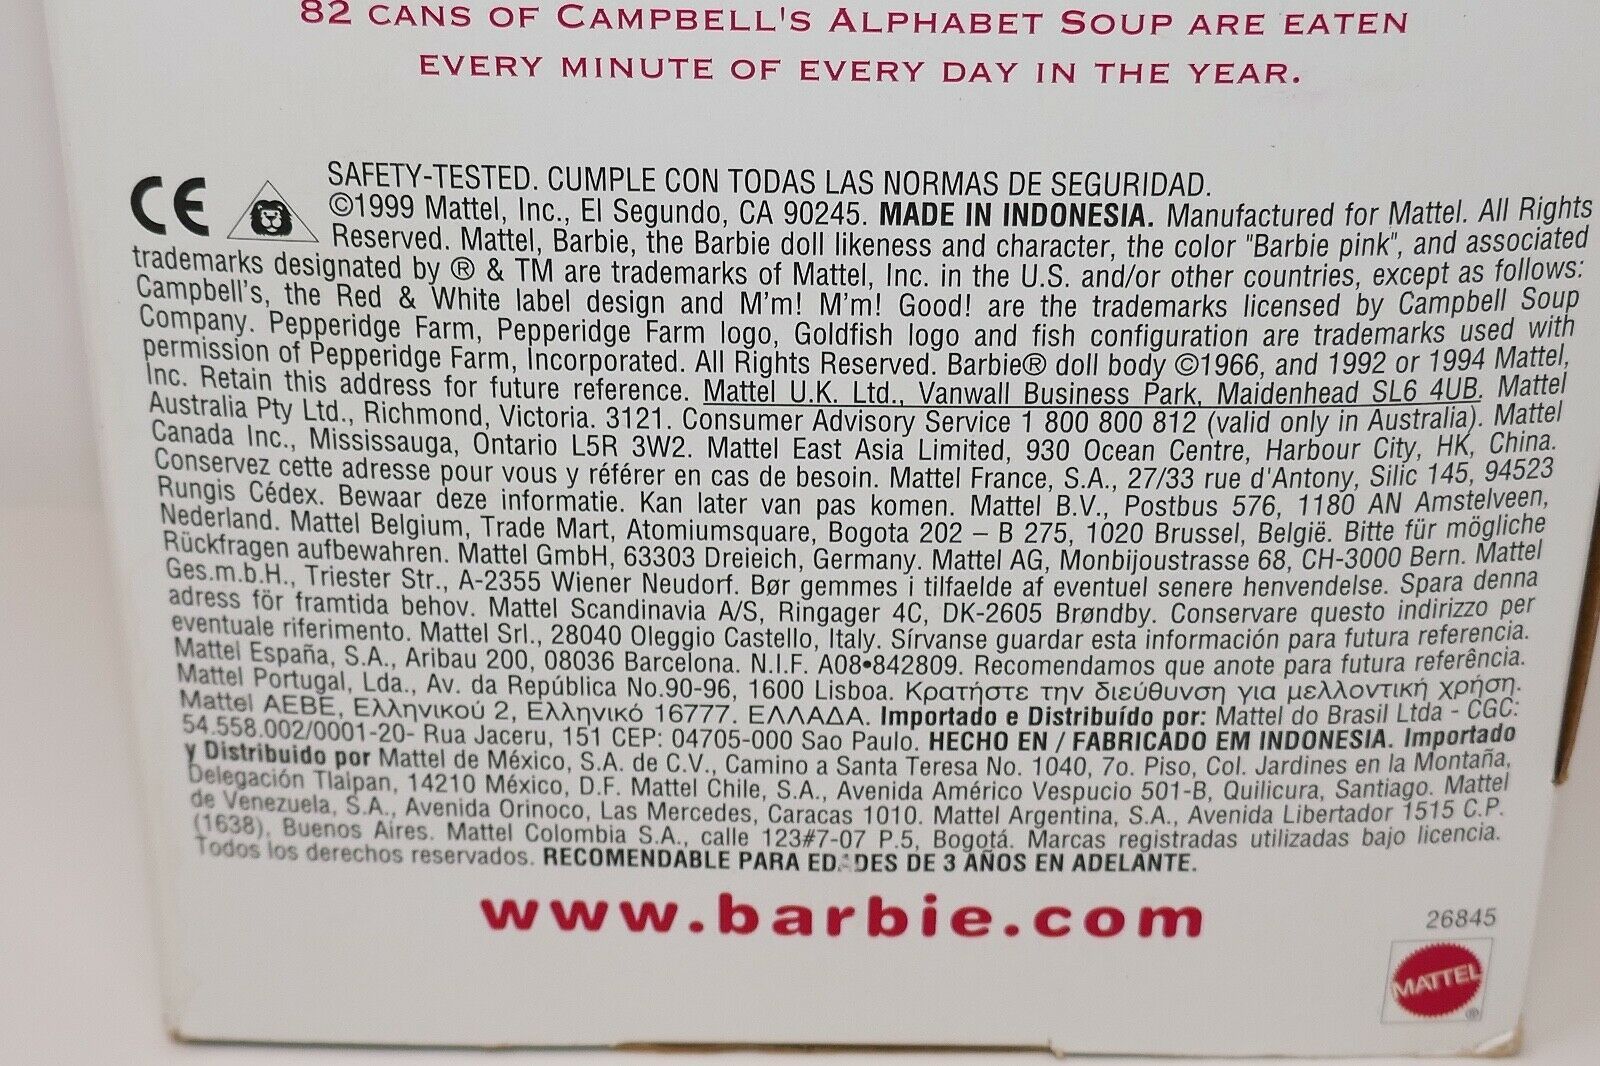 82 CANS OF CAMPBELL'S ALPHABET SOUP ARE EATEN
EVERY MINUTE OF EVERY DAY IN THE YEAR.
CE
SAFETY-TESTED. CUMPLE CON TODAS LAS NORMAS DE SEGURIDAD.
©1999 Mattel, Inc., El Segundo, CA 90245. MADE IN INDONESIA. Manufactured for Mattel. All Rights
Reserved. Mattel, Barbie, the Barbie doll likeness and character, the color "Barbie pink", and associated
trademarks designated by ® & TM are trademarks of Mattel, Inc. in the U.S. and/or other countries, except as follows:
Campbell's, the Red & White label design and M'm! M'm! Good! are the trademarks licensed by Campbell Soup
Company. Pepperidge Farm, Pepperidge Farm logo, Goldfish logo and fish configuration are trademarks used with
permission of Pepperidge Farm, Incorporated. All Rights Reserved. Barbie® doll body ©1966, and 1992 or 1994 Mattel,
Inc. Retain this address for future reference. Mattel U.K. Ltd., Vanwall Business Park, Maidenhead SL6 4UB. Mattel
Australia Pty Ltd., Richmond, Victoria. 3121. Consumer Advisory Service 1 800 800 812 (valid only in Australia). Mattel
Canada Inc., Mississauga, Ontario L5R 3W2. Mattel East Asia Limited, 930 Ocean Centre, Harbour City, HK, China.
Conservez cette adresse pour vous y référer en cas de besoin. Mattel France, S.A., 27/33 rue d'Antony, Silic 145, 94523
Rungis Cédex. Bewaar deze informatie. Kan later van pas komen. Mattel B.V., Postbus 576, 1180 AN Amstelveen,
Nederland. Mattel Belgium, Trade Mart, Atomiumsquare, Bogota 202 – B 275, 1020 Brussel, België. Bitte für mögliche
Rückfragen aufbewahren. Mattel GmbH, 63303 Dreieich, Germany. Mattel AG, Monbijoustrasse 68, CH-3000 Bern. Mattel
Ges.m.b.H., Triester Str., A-2355 Wiener Neudorf. Bør gemmes i tilfaelde af eventuel senere henvendelse. Spara denna
adress för framtida behov. Mattel Scandinavia A/S, Ringager 4C, DK-2605 Brøndby. Conservare questo indirizzo per
eventuale riferimento. Mattel Srl., 28040 Oleggio Castello, Italy. Sírvanse guardar esta información para futura referencia.
Mattel España, S.A., Aribau 200, 08036 Barcelona. N.I.F. A08•842809. Recomendamos que anote para futura referência.
Mattel Portugal, Lda., Av. da República No.90-96, 1600 Lisboa. Κρατήστε την διεύθυνση για μελλοντική χρήση.
Mattel AEBE, Ελληνικού 2, Ελληνικό 16777. ΕΛΛΑΔΑ. Importado e Distribuído por: Mattel do Brasil Ltda - CGC:
54.558.002/0001-20- Rua Jaceru, 151 CEP: 04705-000 Sao Paulo. HECHO EN / FABRICADO EM INDONESIA. Importado
y Distribuido por Mattel de México, S.A. de C.V., Camino a Santa Teresa No. 1040, 7o. Piso, Col. Jardines en la Montaña,
Delegación Tlalpan, 14210 México, D.F. Mattel Chile, S.A., Avenida Américo Vespucio 501-B, Quilicura, Santiago. Mattel
de Venezuela, S.A., Avenida Orinoco, Las Mercedes, Caracas 1010. Mattel Argentina, S.A., Avenida Libertador 1515 C.P.
(1638), Buenos Aires. Mattel Colombia S.A., calle 123#7-07 P.5, Bogotá. Marcas registradas utilizadas bajo licencia.
Todos los derechos reservados. RECOMENDABLE PARA EDADES DE 3 AÑOS EN ADELANTE.
www.barbie.com
26845
MATTEL
®